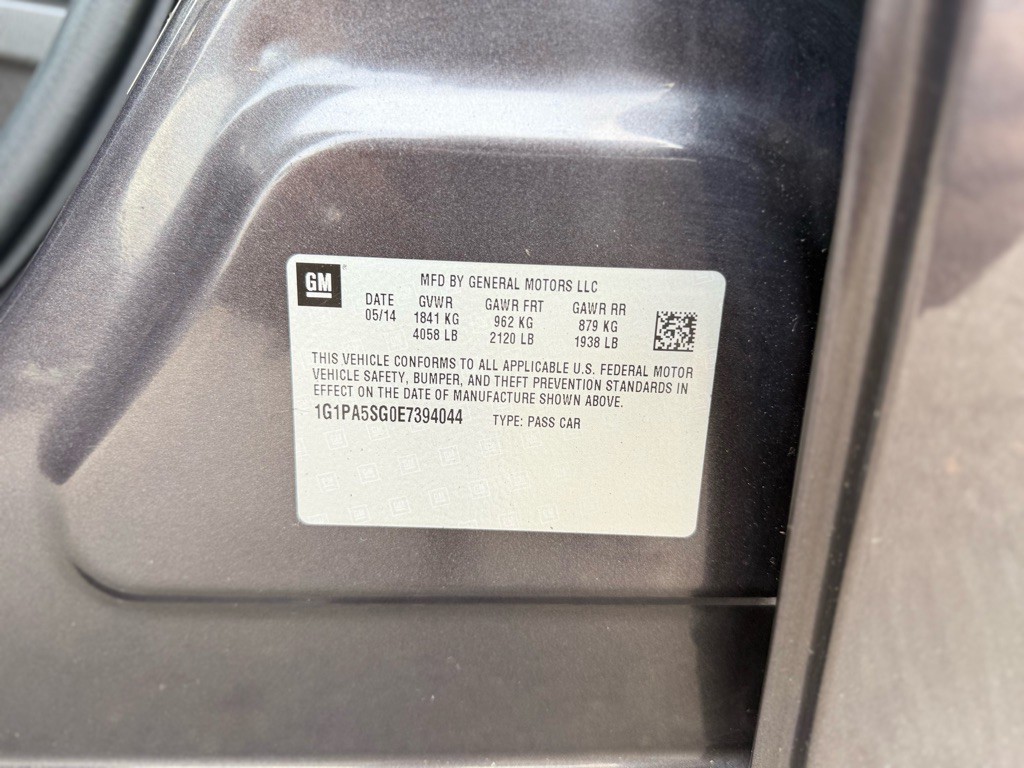 GM
MFD BY GENERAL MOTORS LLC
DATE GVWR GAWR FRT GAWR RR
05/14 1841 KG 962 KG 879 KG
4058 LB 2120 LB 1938 LB
THIS VEHICLE CONFORMS TO ALL APPLICABLE U.S. FEDERAL MOTOR
VEHICLE SAFETY, BUMPER, AND THEFT PREVENTION STANDARDS IN
EFFECT ON THE DATE OF MANUFACTURE SHOWN ABOVE.
1G1PA5SG0E7394044 TYPE: PASS CAR